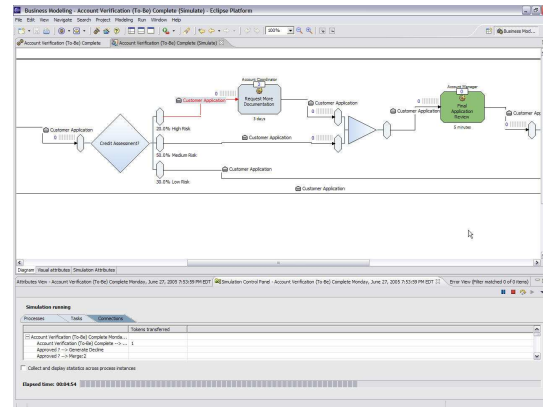 Business Modeling - Account Verification (To-Be) Complete (Simulate) - Eclipse Platform
File Edit View Navigate Search Project Modeling Run Window Help
100%
Business Mod...
Account Verification (To-Be) Complete
Account Verification (To-Be) Complete (Simulate)
Account Coordinator
Account Manager
0
Customer Application
Request More Documentation
3 days
0
Customer Application
0
Final Application Review
5 minutes
Customer App
0
Customer Application
0
Credit Assessment?
20.0% High Risk
Customer Application
0
50.0% Medium Risk
Customer Application
30.0% Low Risk
Customer Application
Diagram Visual attributes Simulation Attributes
Attributes View - Account Verification (To-Be) Complete Monday, June 27, 2005 7:53:59 PM EDT
Simulation Control Panel - Account Verification (To-Be) Complete Monday, June 27, 2005 7:53:59 PM EDT
Error View (Filter matched 0 of 0 items)
Simulation running
Processes Tasks Connections
Tokens transferred
Account Verification (To-Be) Complete Monda...
Account Verification (To-Be) Complete --> ... 1
Approved ? --> Generate Decline
Approved ? --> Merge:2
Collect and display statistics across process instances
Elapsed time: 00:04:54